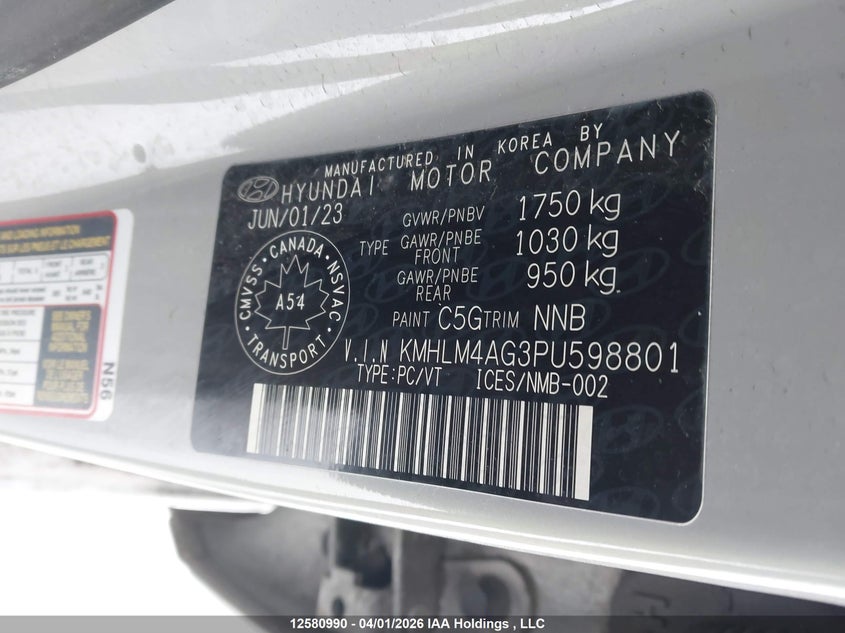 MANUFACTURED IN KOREA BY
HYUNDAI MOTOR COMPANY
JUN/01/23
GVWR/PNBV 1750 kg
TYPE GAWR/PNBE FRONT 1030 kg
GAWR/PNBE REAR 950 kg
PAINT C5G TRIM NNB
CMVSS • CANADA • NSVAC • TRANSPORT •
A54
V.I.N KMHLM4AG3PU598801
TYPE:PC/VT ICES/NMB-002
N56
12580990 - 04/01/2026 IAA Holdings , LLC